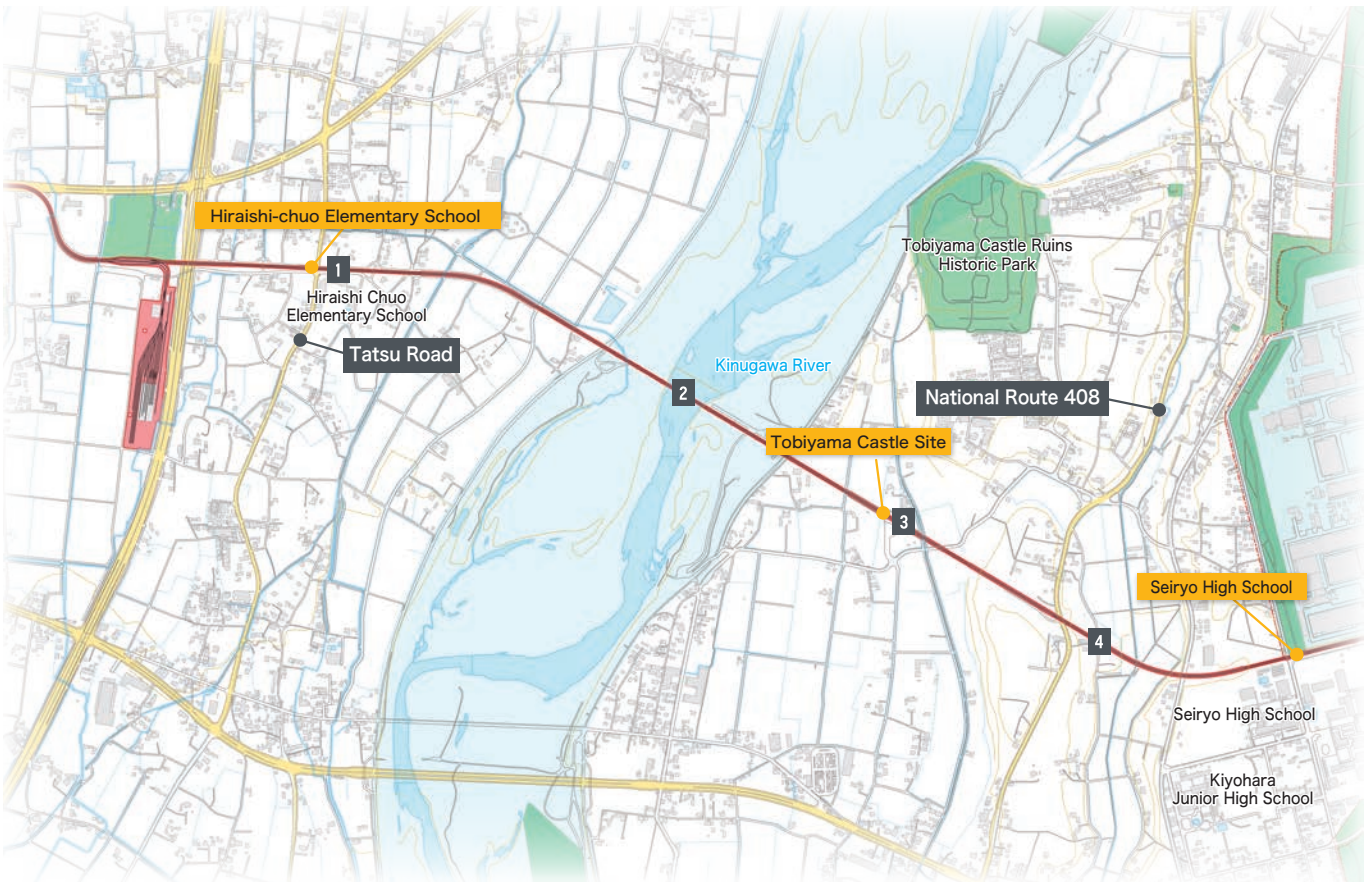 Hiraishi-chuo Elementary School
1
Hiraishi Chuo
Elementary School
Tatsu Road
Tobiyama Castle Ruins
Historic Park
Kinugawa River
2
National Route 408
Tobiyama Castle Site
3
Seiryo High School
4
Seiryo High School
Kiyohara
Junior High School